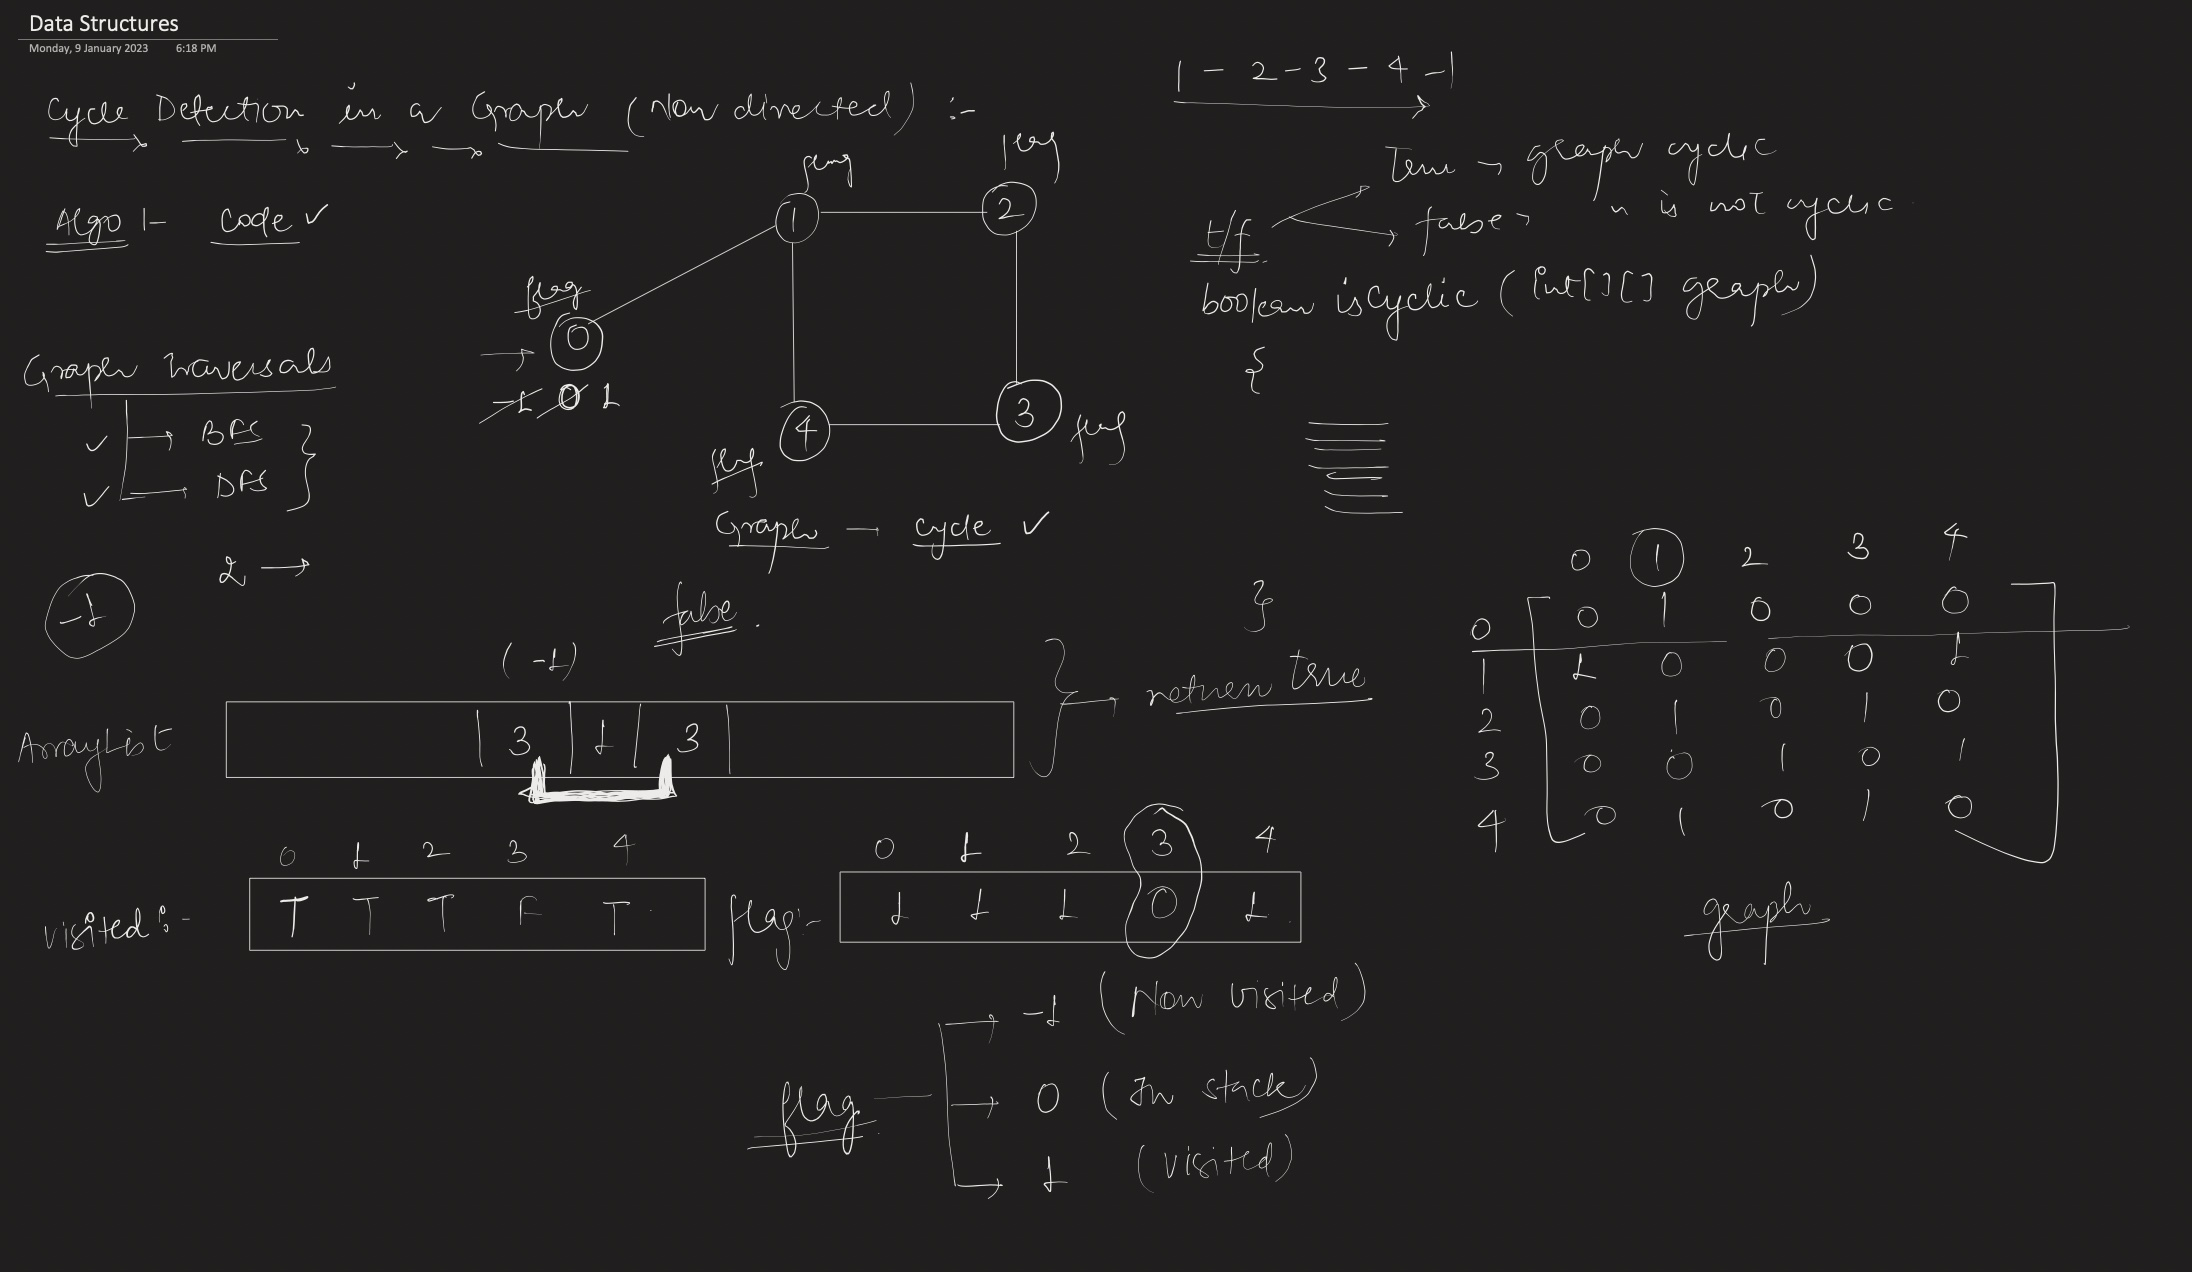 Data Structures
Monday, 9 January 2023 6:18 PM
Cycle Detection in a Graph (Non directed) :-
Algo :- Code ✓
Graph Traversals
✓ → BFS
✓ → DFS
-1
2 →
1 - 2 - 3 - 4 - 1
flag
flag
1
2
flag
0
-1 0 1
4
3
flag
flag
Graph → cycle ✓
True → graph cyclic
t/f
false → " is not cyclic
boolean isCyclic (int[][] graph)
{
}
false.
(-1)
ArrayList 3 1 3 → return true
0 1 2 3 4
0 0 1 0 0 0
1 1 0 0 0 1
2 0 1 0 1 0
3 0 0 1 0 1
4 0 1 0 1 0
graph
0 1 2 3 4
visited :- T T T F T
0 1 2 3 4
flag :- 1 1 1 0 1
flag
→ -1 (Non visited)
→ 0 (In stack)
→ 1 (visited)